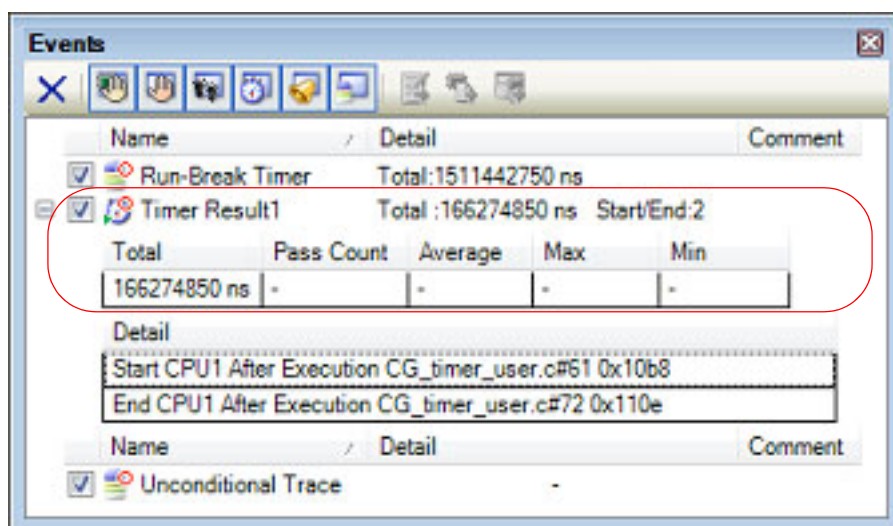 Events
Name / Detail Comment
Run-Break Timer Total:1511442750 ns
Timer Result1 Total :166274850 ns Start/End:2
Total Pass Count Average Max Min
166274850 ns - - - -
Detail
Start CPU1 After Execution CG_timer_user.c#61 0x10b8
End CPU1 After Execution CG_timer_user.c#72 0x110e
Name / Detail Comment
Unconditional Trace -